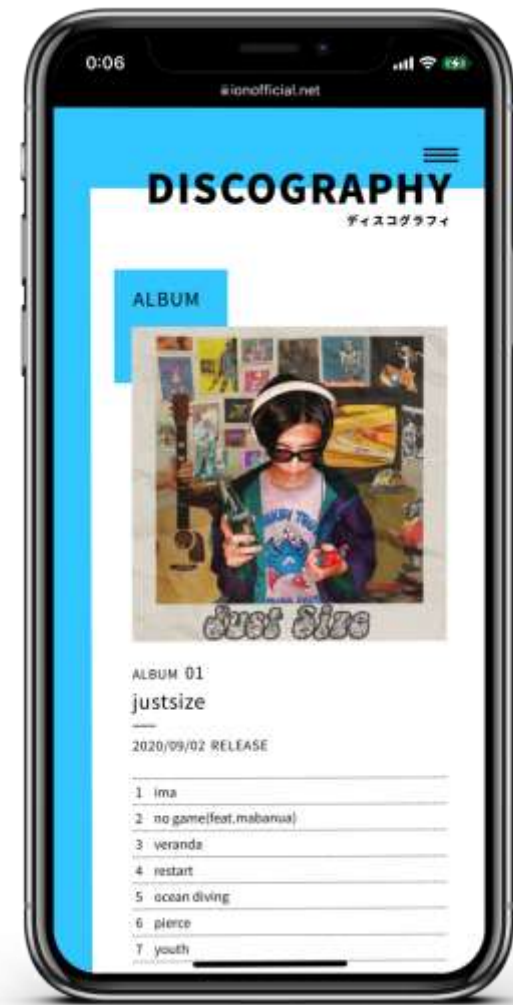 0:06
ionofficial.net
DISCOGRAPHY
ディスコグラフィ
ALBUM
Just Size
ALBUM 01
justsize
2020/09/02 RELEASE
1 ima
2 no game(feat.mabanua)
3 veranda
4 restart
5 ocean diving
6 pierce
7 youth